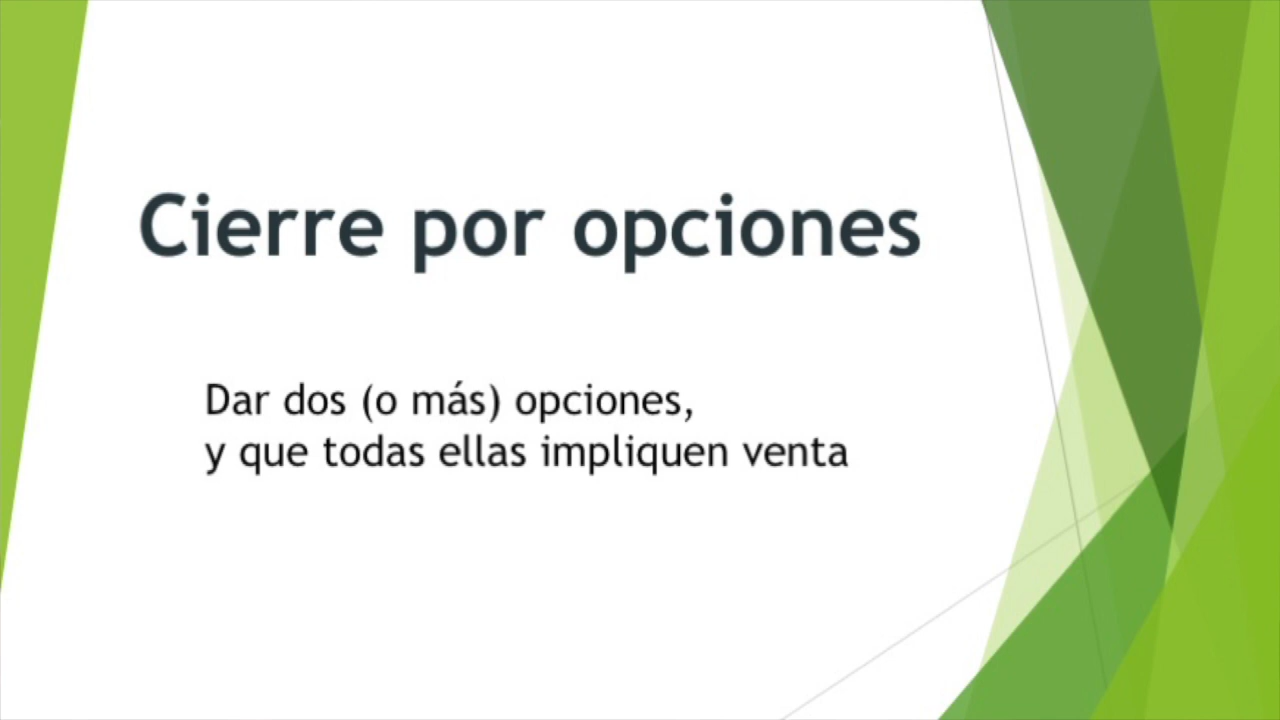 Cierre por opciones
Dar dos (o más) opciones,
y que todas ellas impliquen venta